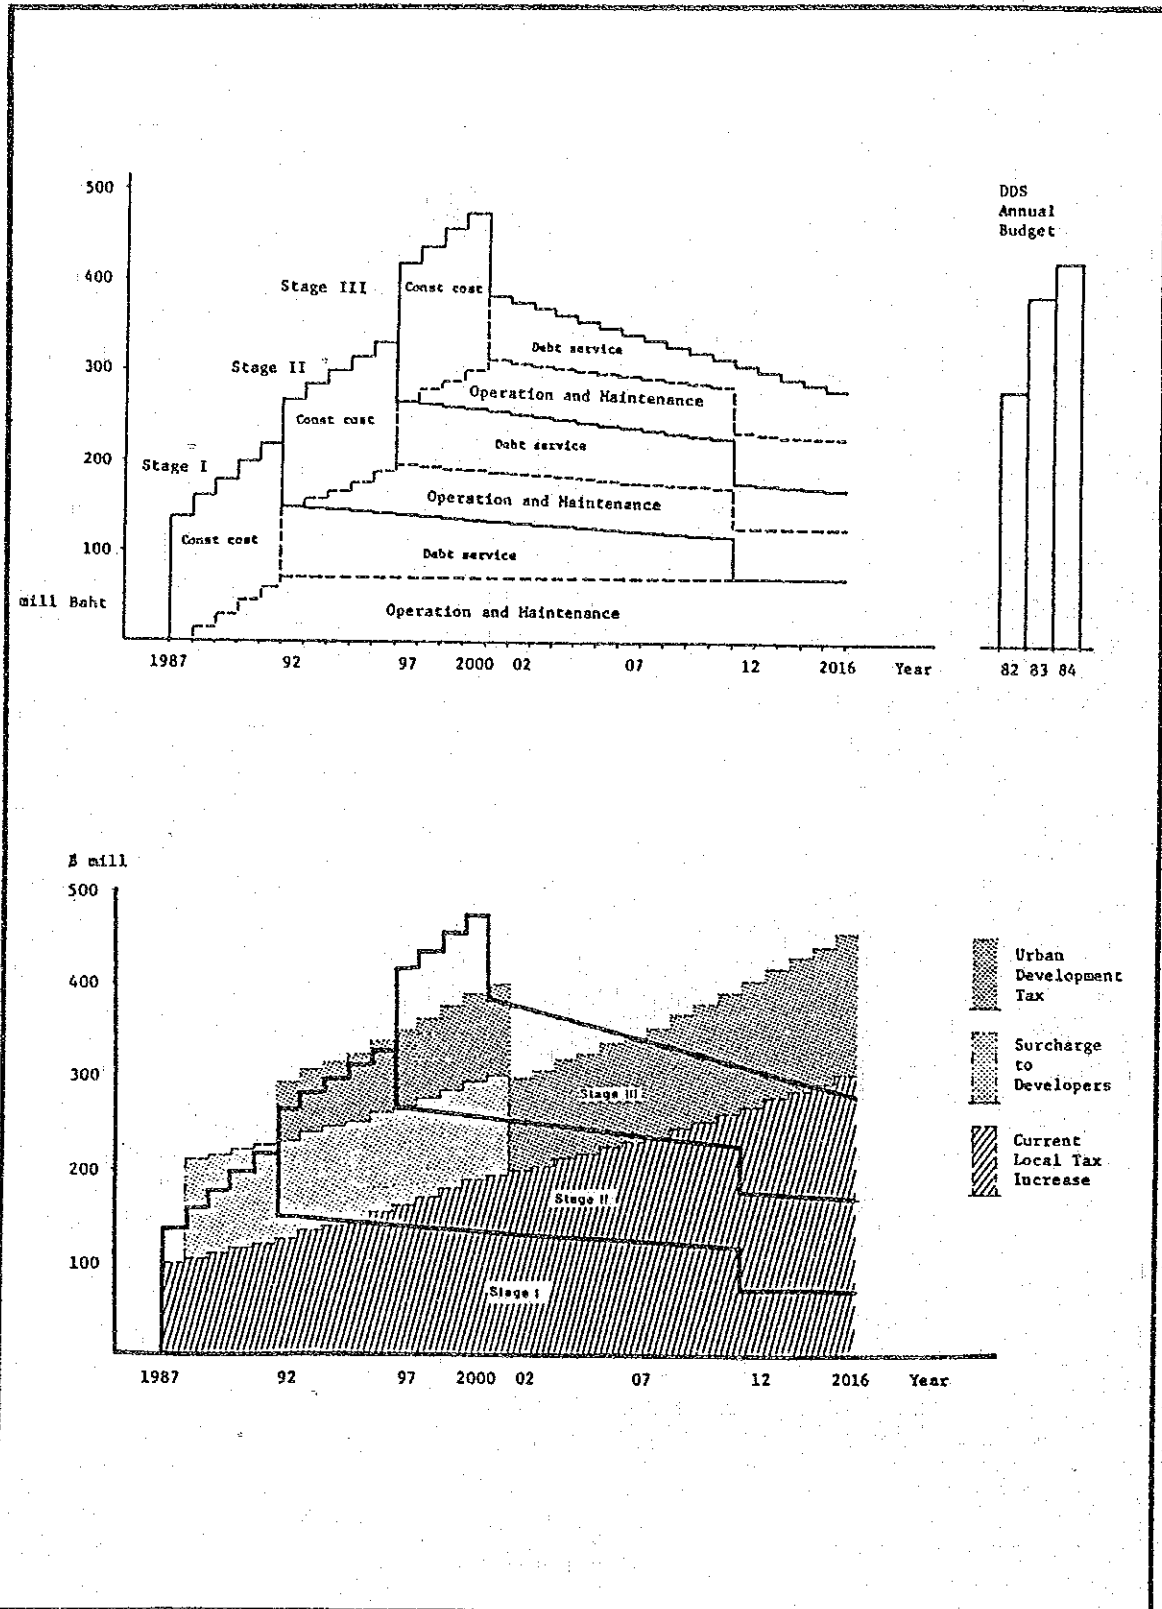 500
DDS
Annual
Budget
400
Stage III
Const cost
Debt service
300
Stage II
Operation and Maintenance
Const cost
Debt service
200
Stage I
Operation and Maintenance
Const cost
100
Debt service
mill Baht
Operation and Maintenance
1987 92 97 2000 02 07 12 2016 Year
82 83 84
฿ mill
500
400
Urban
Development
Tax
300
Surcharge
to
Developers
Stage III
200
Current
Local Tax
Increase
Stage II
100
Stage I
1987 92 97 2000 02 07 12 2016 Year